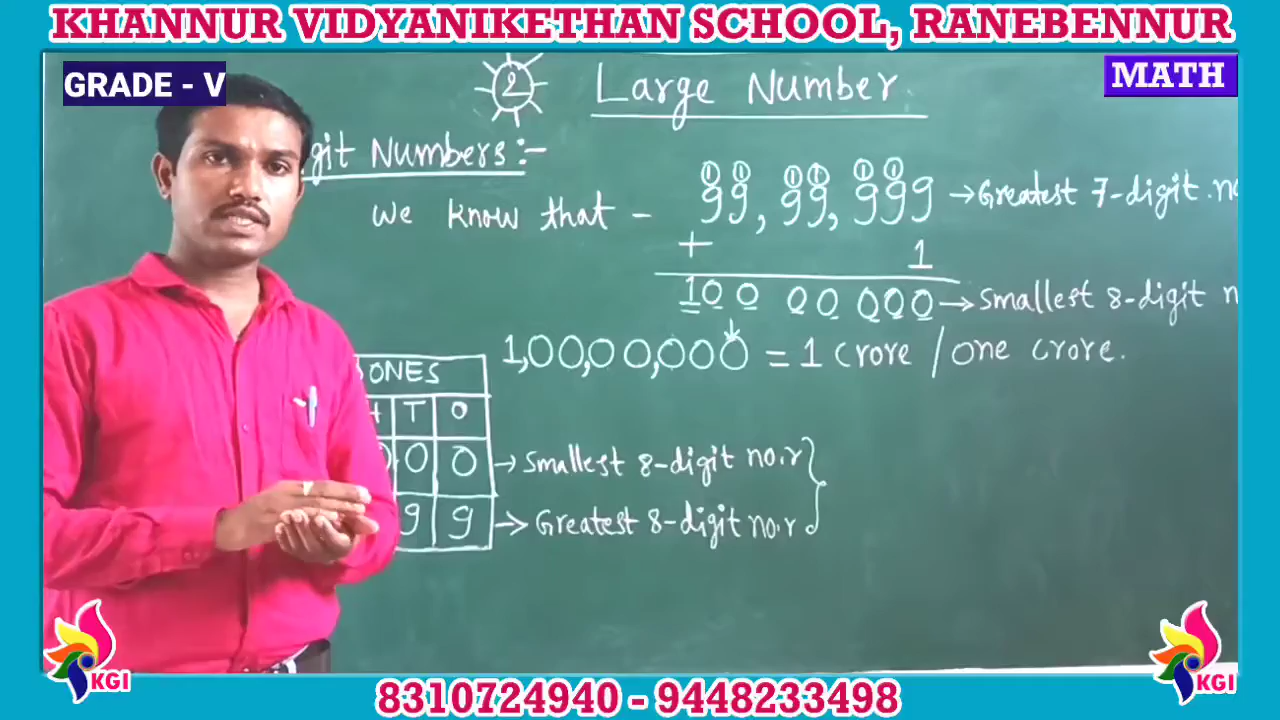 KHANNUR VIDYANIKETHAN SCHOOL, RANEBENNUR
GRADE - V
MATH
2 Large Number
git Numbers :-
we know that - 99,99,999 → Greatest 7-digit no
+ 1
100 00 000 → Smallest 8-digit n
1,00,00,000 = 1 Crore / one crore.
ONES
H T O
0 0 0 → Smallest 8-digit no.r
9 9 → Greatest 8-digit no.r
KGI
KGI
8310724940 - 9448233498